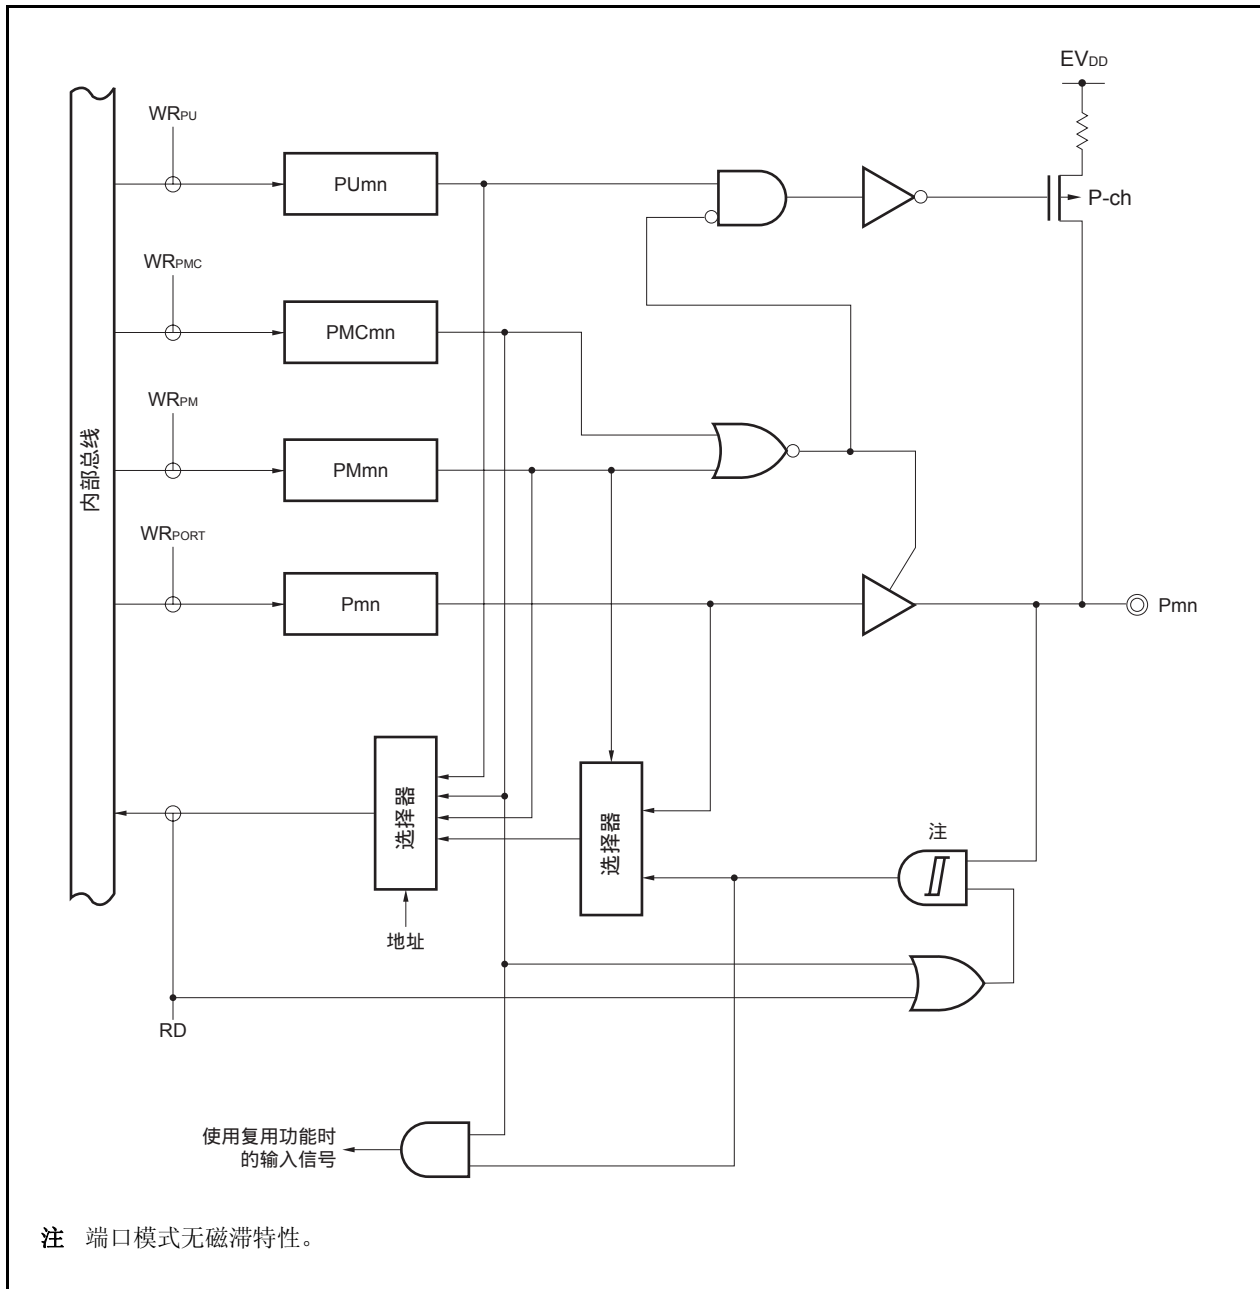 EVDD
WRPU
PUmn
P-ch
WRPMC
PMCmn
WRPM
PMmn
内部总线
WRPORT
Pmn
Pmn
选择器
选择器
注
地址
RD
使用复用功能时
的输入信号
注 端口模式无磁滞特性。